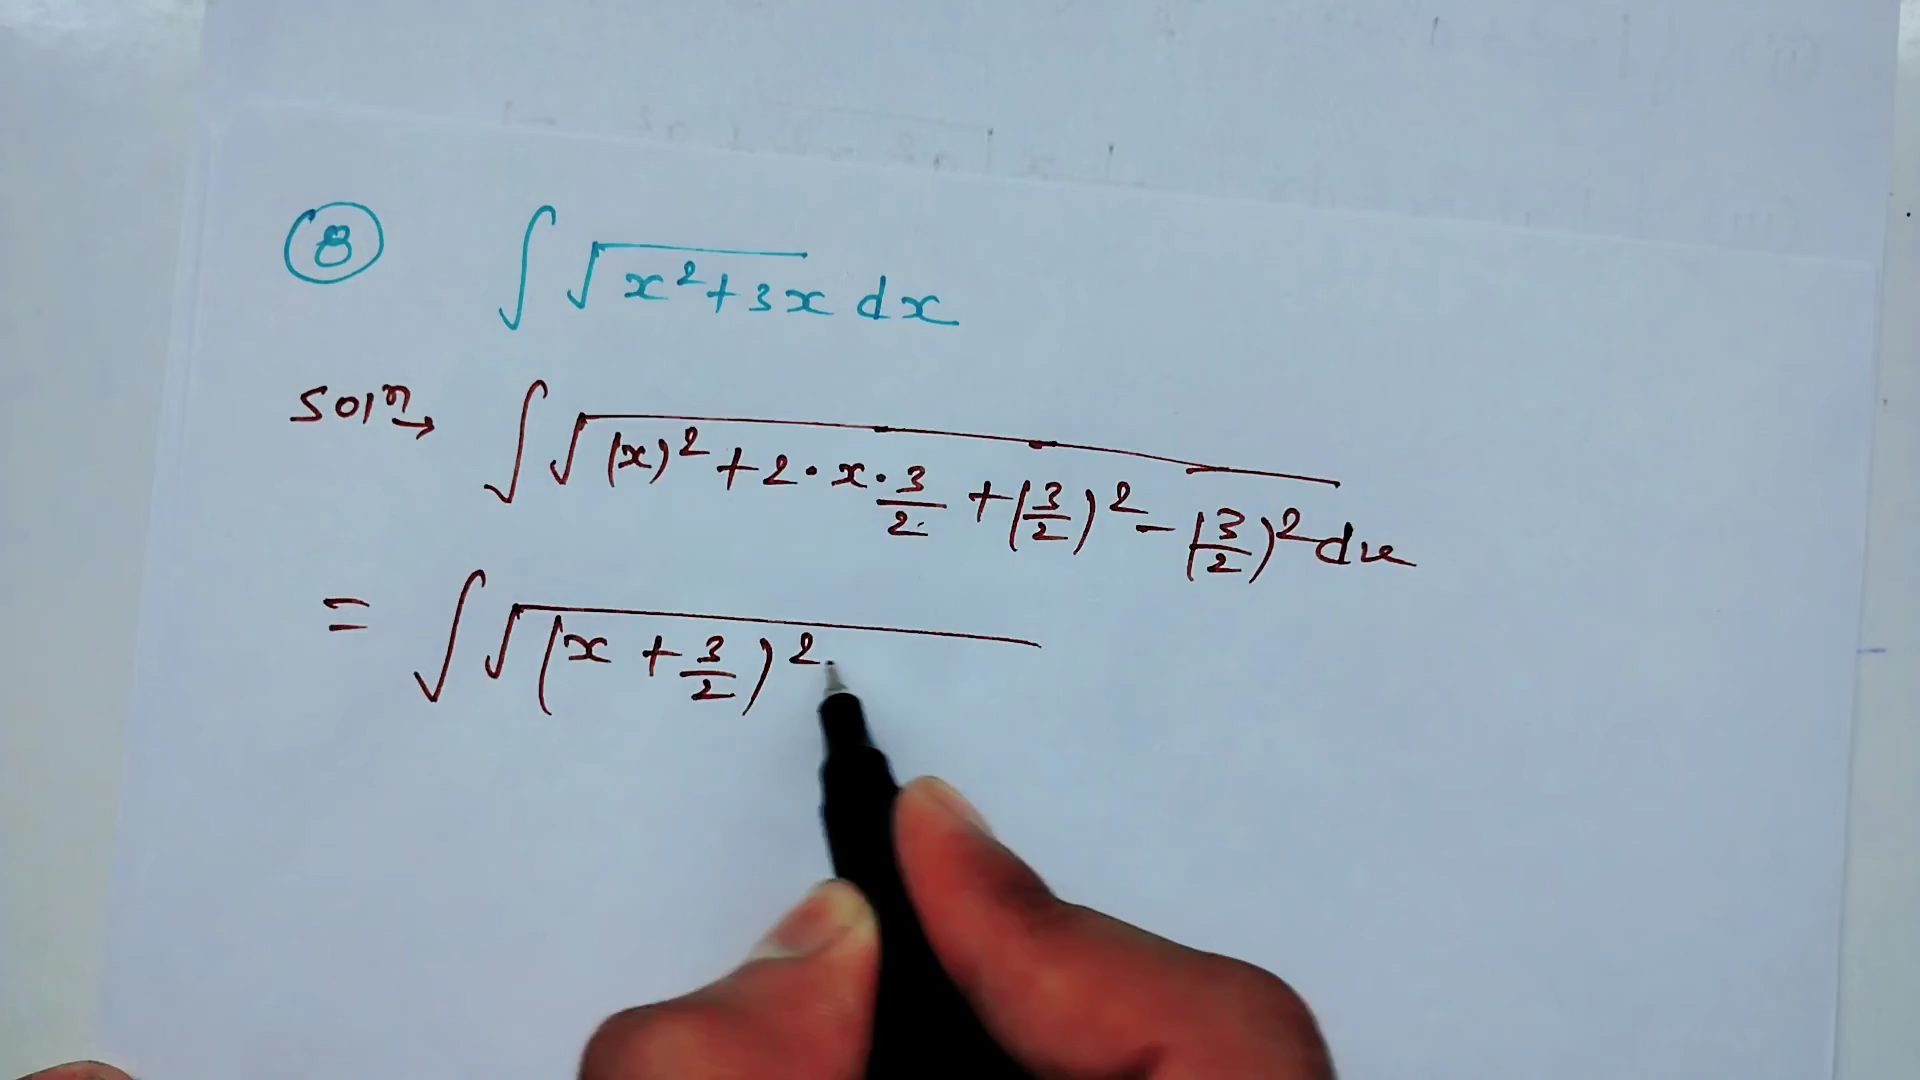 ⑧ ∫ √(x² + 3x) dx
Solⁿ → ∫ √((x)² + 2 · x · 3/2 + (3/2)² − (3/2)²) dx
= ∫ √((x + 3/2)²